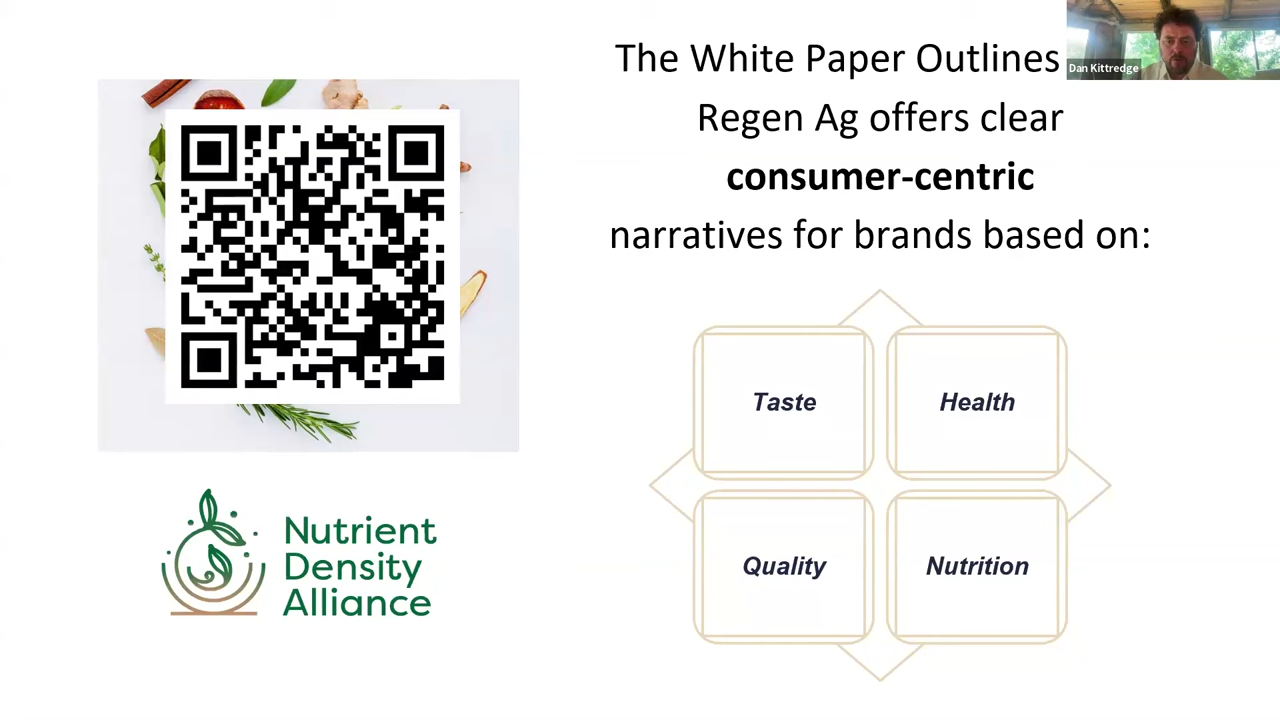 The White Paper Outlines
Regen Ag offers clear
consumer-centric
narratives for brands based on:
Dan Kittredge
Taste
Health
Quality
Nutrition
Nutrient
Density
Alliance